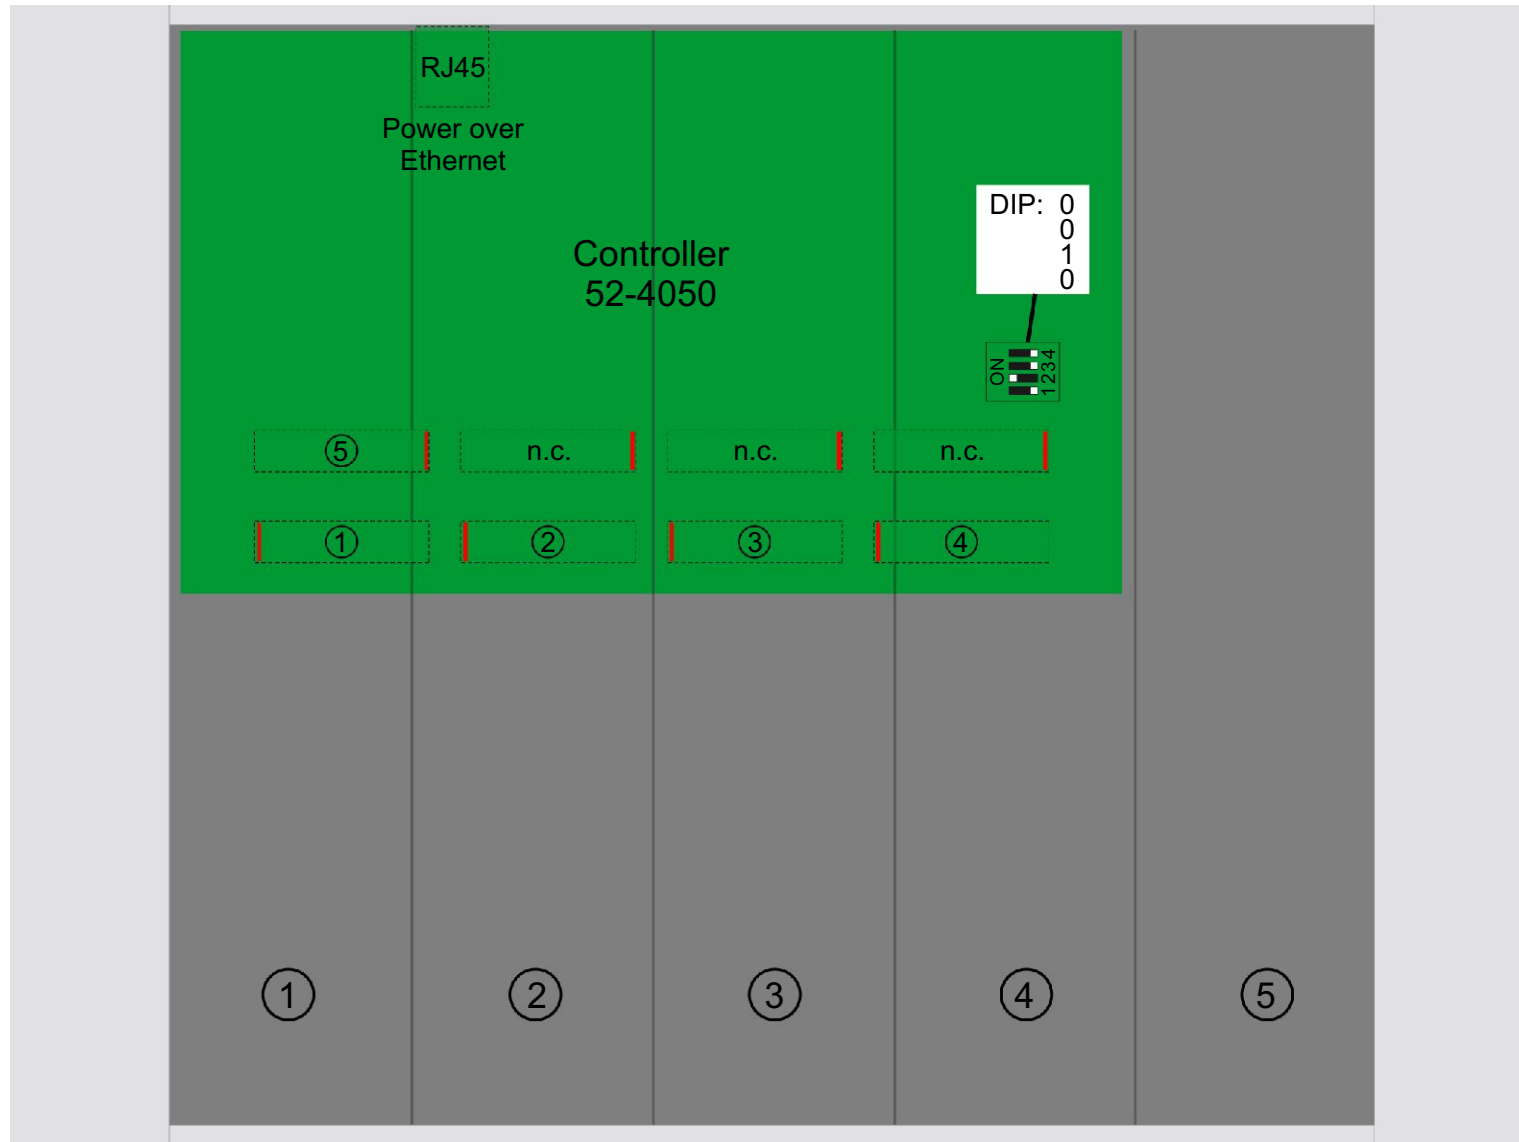 RJ45
Power over
Ethernet
Controller
52-4050
DIP: 0
0
1
0
ON
1234
5 n.c. n.c. n.c.
1 2 3 4
1 2 3 4 5